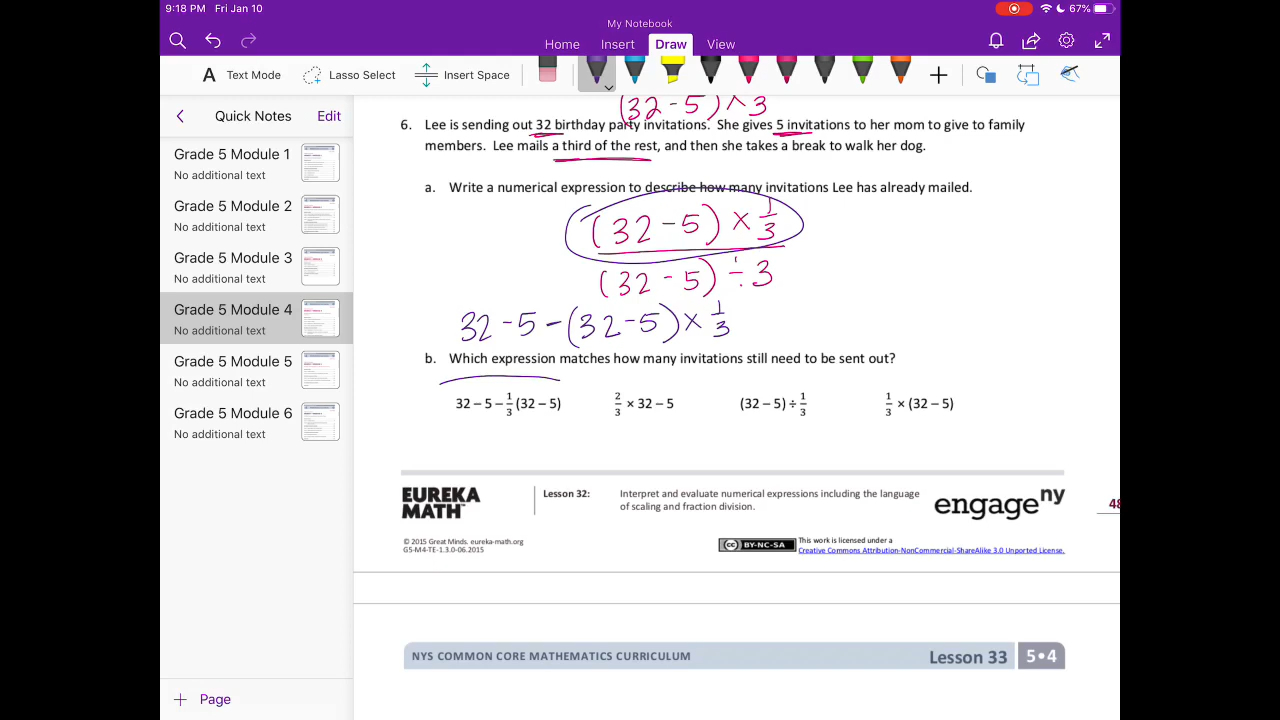 9:18 PM Fri Jan 10
67%
My Notebook
Home
Insert
Draw
View
Text Mode
Lasso Select
Insert Space
Quick Notes
Edit
Grade 5 Module 1
No additional text
Grade 5 Module 2
No additional text
Grade 5 Module 3
No additional text
Grade 5 Module 4
No additional text
Grade 5 Module 5
No additional text
Grade 5 Module 6
No additional text
Page
(32 - 5) × 3
6. Lee is sending out 32 birthday party invitations. She gives 5 invitations to her mom to give to family
members. Lee mails a third of the rest, and then she takes a break to walk her dog.
a. Write a numerical expression to describe how many invitations Lee has already mailed.
(32 - 5) × 1/3
(32 - 5) ÷ 3
32 - 5 - (32 - 5) × 1/3
b. Which expression matches how many invitations still need to be sent out?
32 – 5 – 1/3 (32 – 5) 2/3 × 32 – 5 (32 – 5) ÷ 1/3 1/3 × (32 – 5)
EUREKA
MATH™
Lesson 32:
Interpret and evaluate numerical expressions including the language
of scaling and fraction division.
engageny
48
© 2015 Great Minds. eureka-math.org
G5-M4-TE-1.3.0-06.2015
cc BY-NC-SA
This work is licensed under a
Creative Commons Attribution-NonCommercial-ShareAlike 3.0 Unported License.
NYS COMMON CORE MATHEMATICS CURRICULUM
Lesson 33
5•4